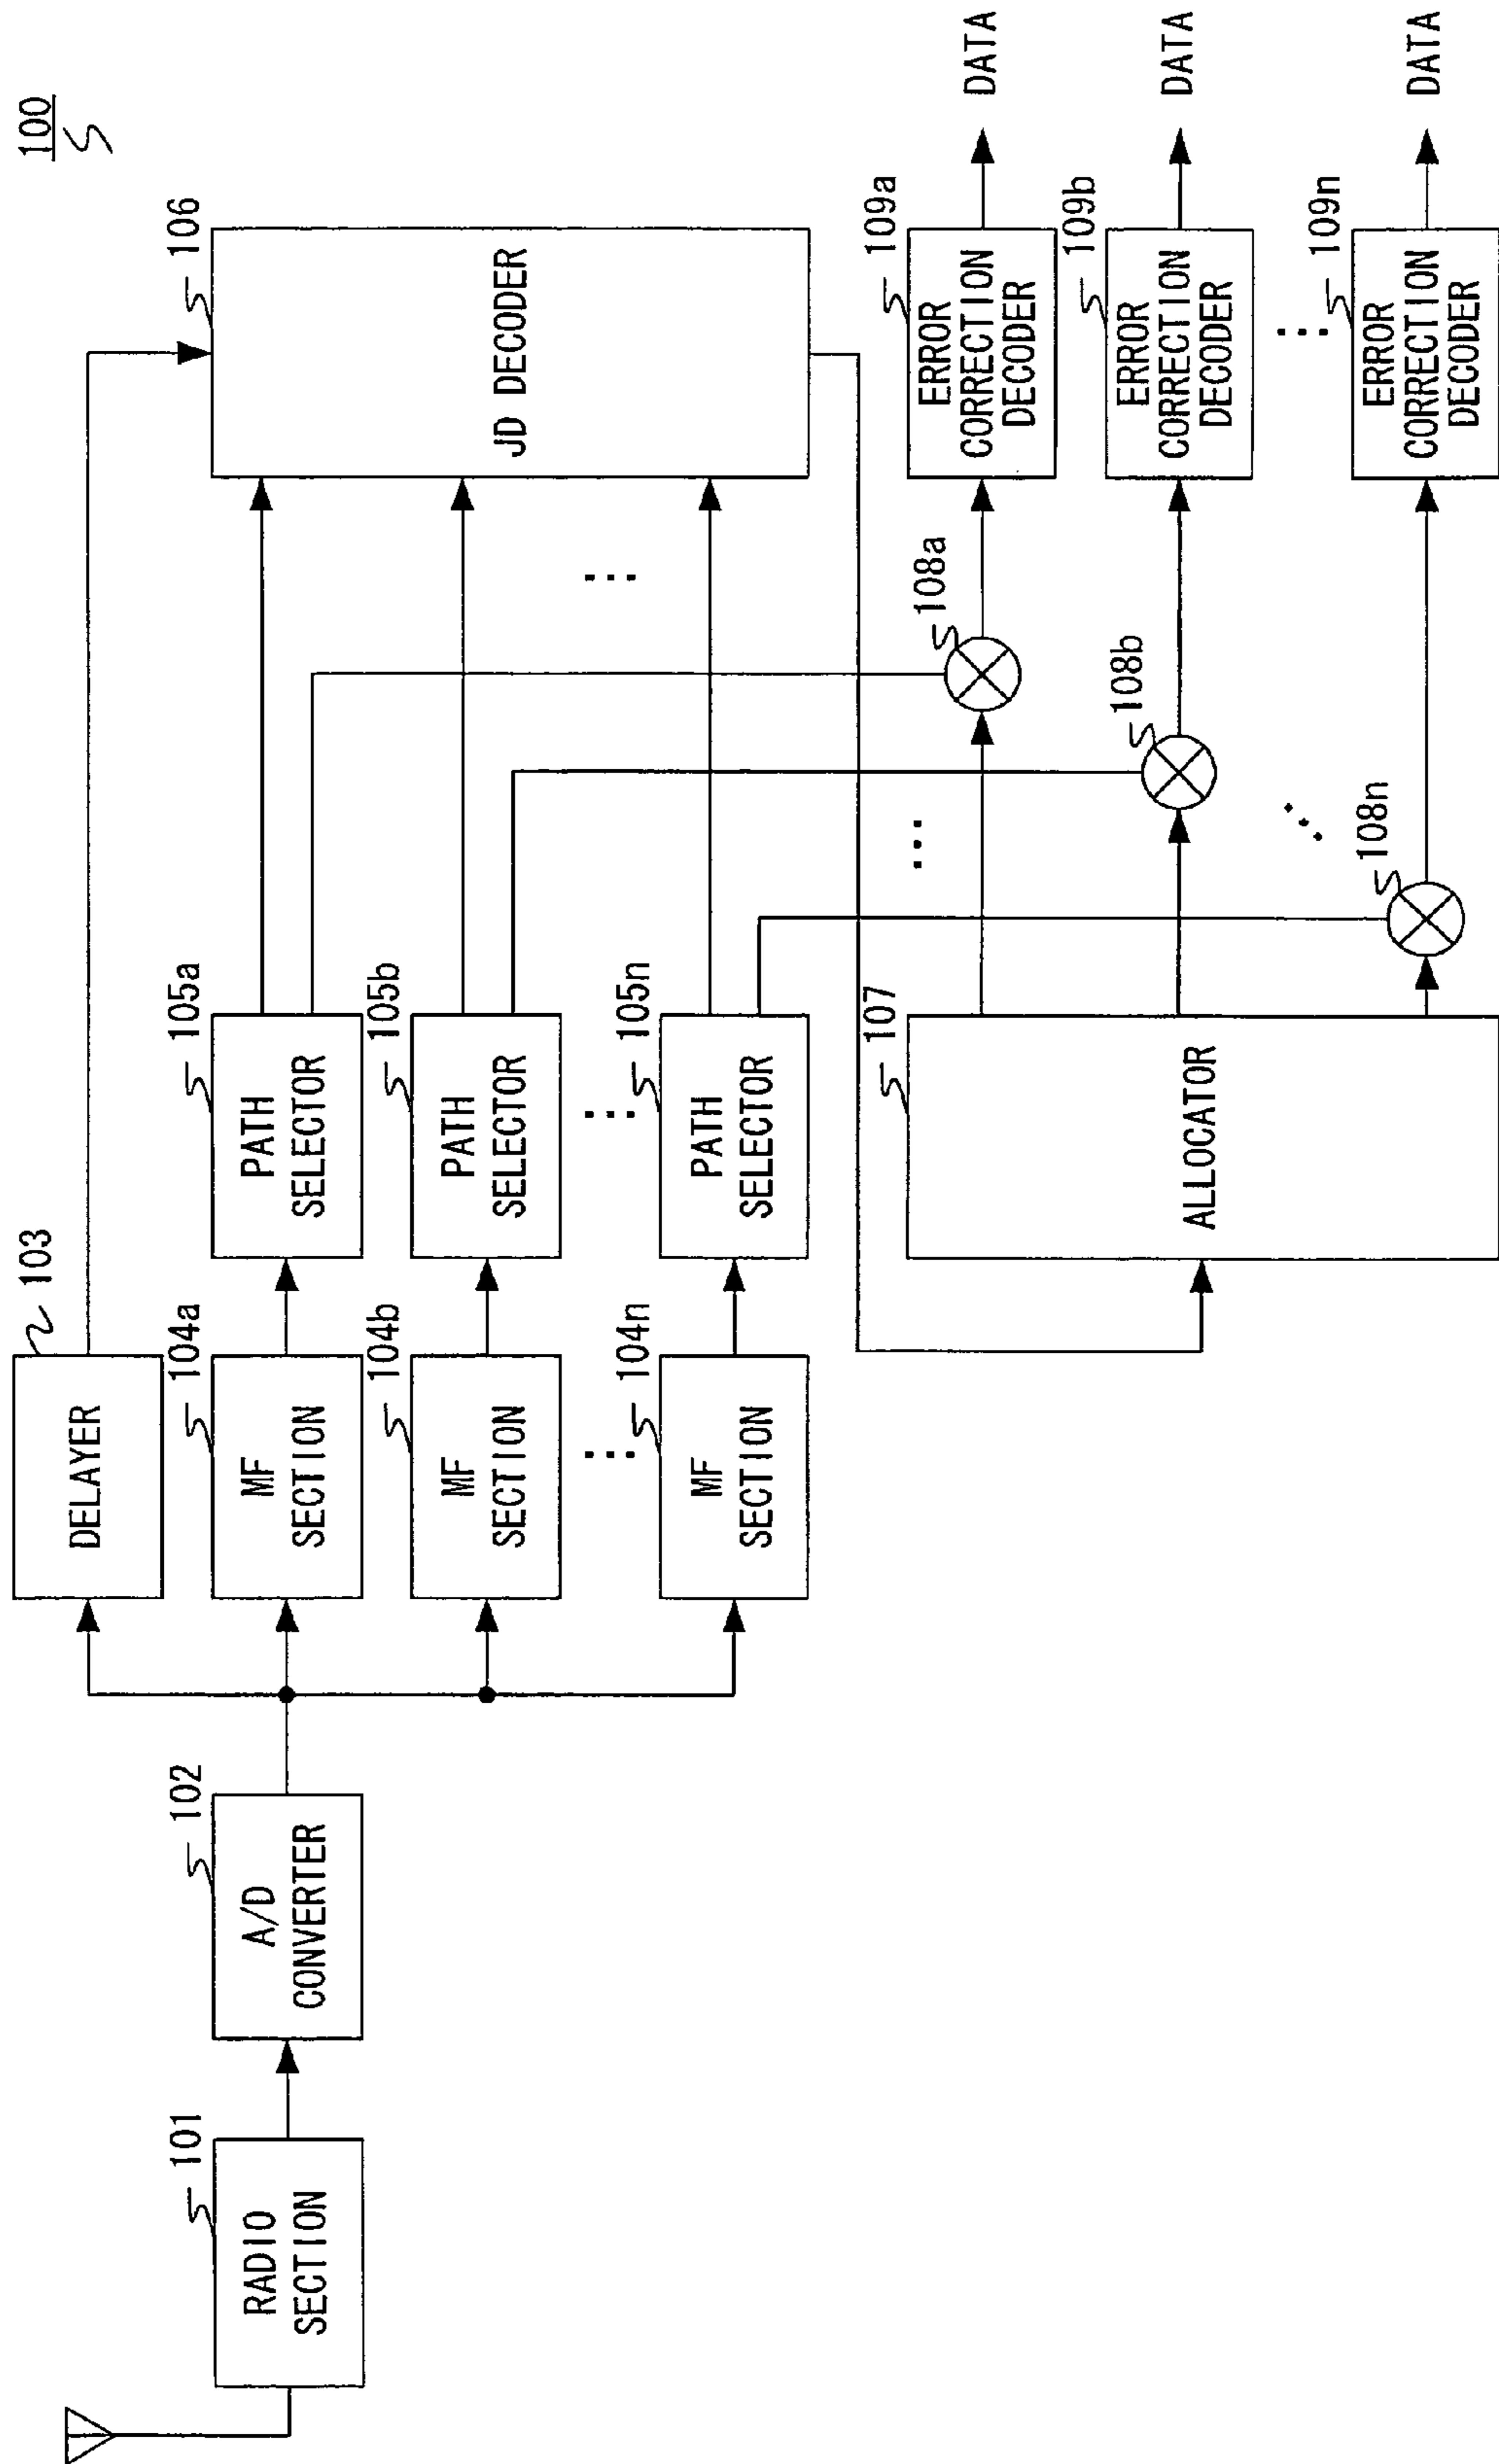 100
RADIO
SECTION
101
A/D
CONVERTER
102
DELAYER
103
MF
SECTION
104a
MF
SECTION
104b
...
MF
SECTION
104n
PATH
SELECTOR
105a
PATH
SELECTOR
105b
...
PATH
SELECTOR
105n
JD DECODER
106
...
ALLOCATOR
107
...
108a
108b
...
108n
ERROR
CORRECTION
DECODER
109a
DATA
ERROR
CORRECTION
DECODER
109b
DATA
...
ERROR
CORRECTION
DECODER
109n
DATA